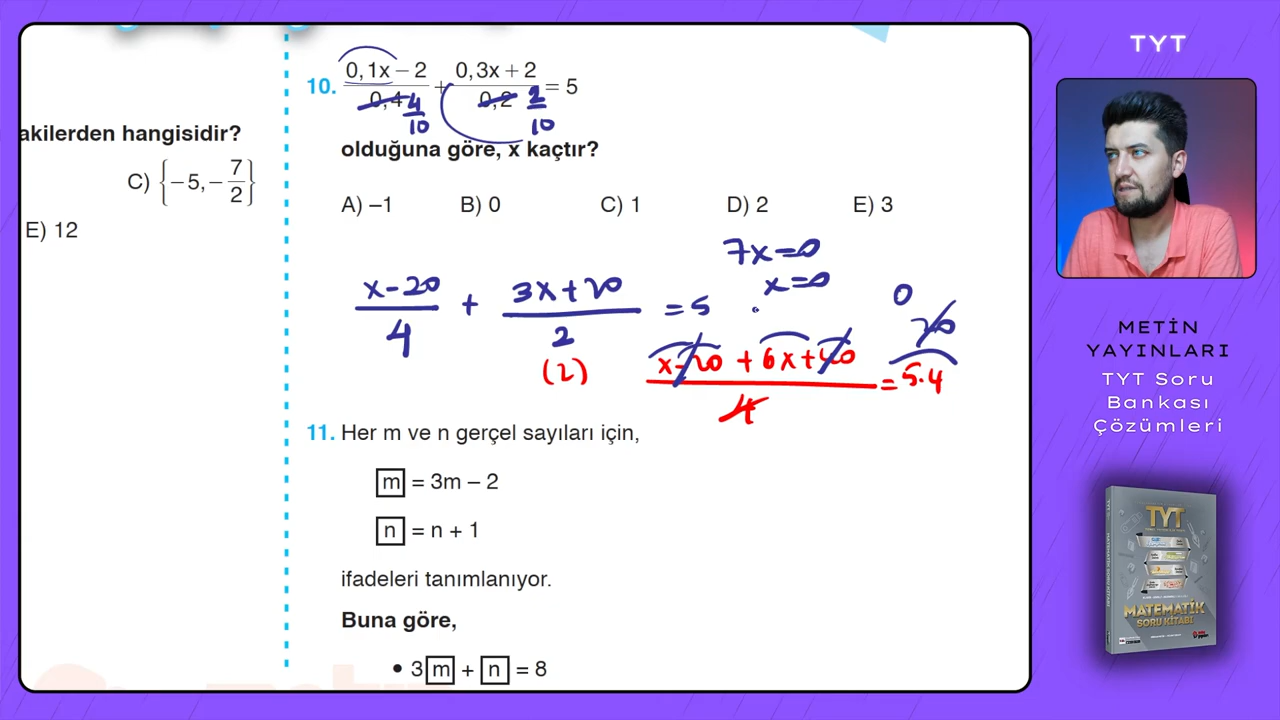 akilerden hangisidir?
C) {−5, −7/2}
E) 12
10. (0,1x − 2)/0,4 + (0,3x + 2)/0,2 = 5
4/10 2/10
olduğuna göre, x kaçtır?
A) –1 B) 0 C) 1 D) 2 E) 3
7x=0
x=0
(x-20)/4 + (3x+20)/2 = 5
(2)
0
20
(x-20 + 6x+40)/4 = 5.4
11. Her m ve n gerçel sayıları için,
m = 3m − 2
n = n + 1
ifadeleri tanımlanıyor.
Buna göre,
• 3 m + n = 8
TYT
METİN
YAYINLARI
TYT Soru
Bankası
Çözümleri
TYT
MATEMATİK
SORU KİTABI